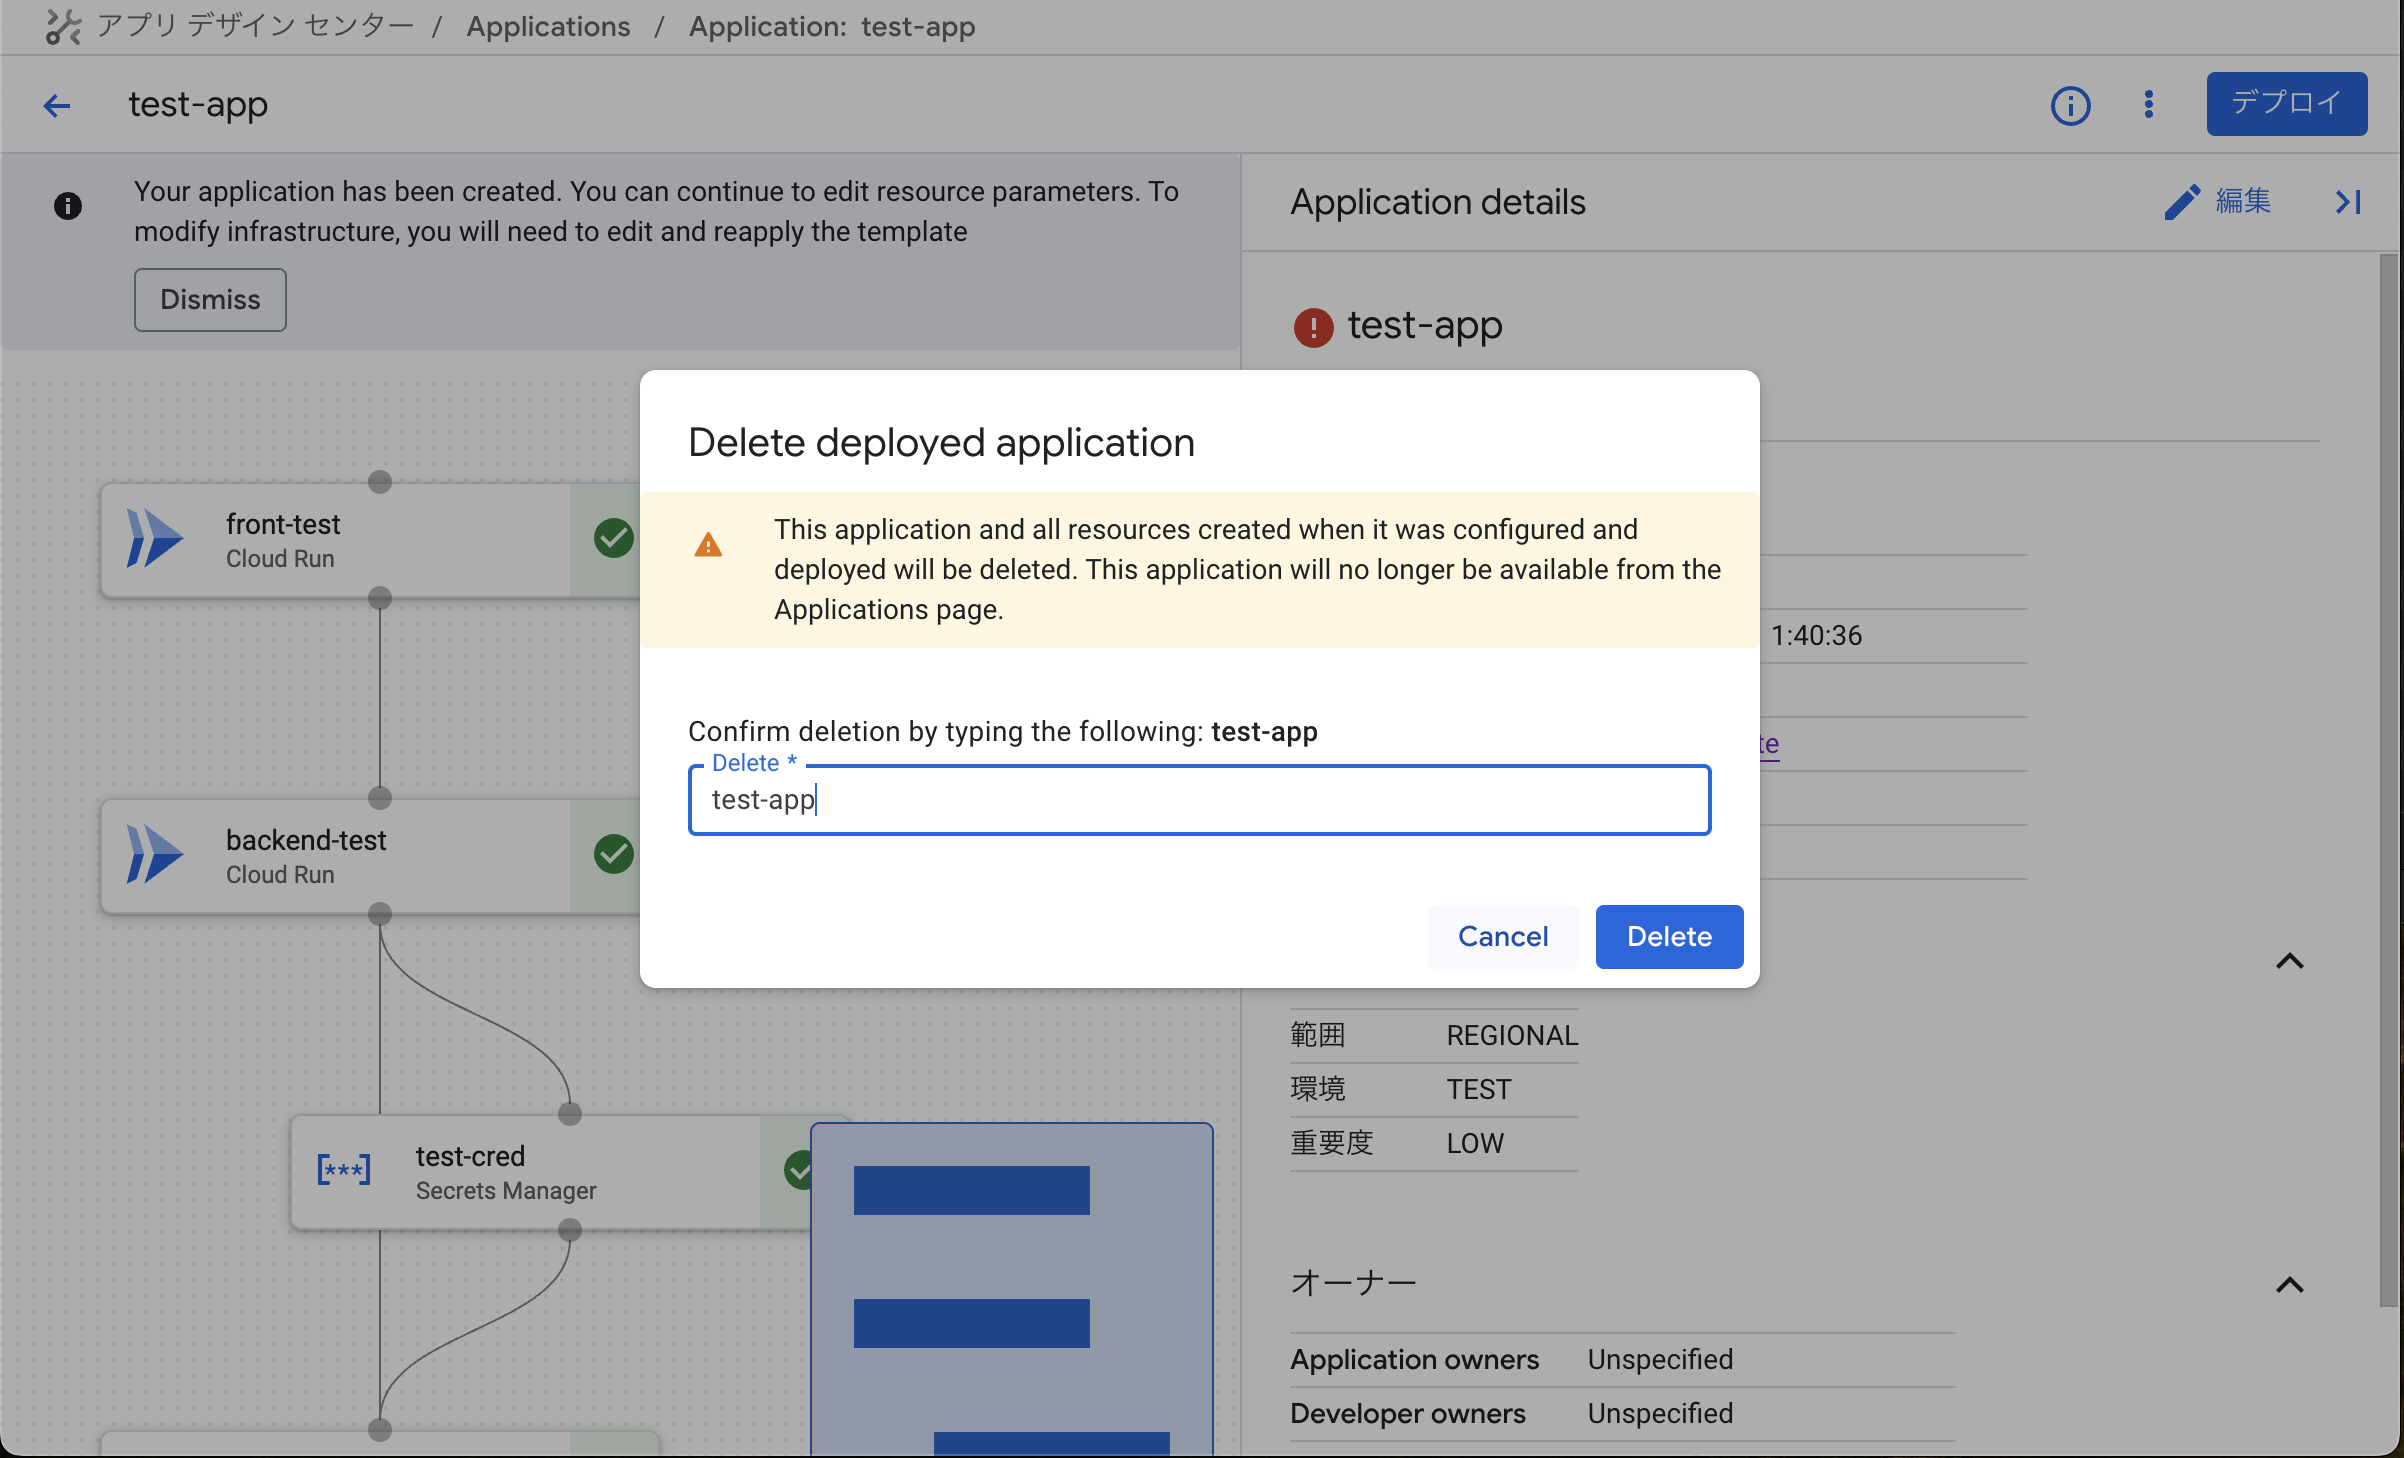 アプリ デザイン センター / Applications / Application: test-app
test-app
デプロイ
Your application has been created. You can continue to edit resource parameters. To
modify infrastructure, you will need to edit and reapply the template
Dismiss
Application details
編集
test-app
front-test
Cloud Run
backend-test
Cloud Run
test-cred
Secrets Manager
[***]
Delete deployed application
This application and all resources created when it was configured and
deployed will be deleted. This application will no longer be available from the
Applications page.
Confirm deletion by typing the following: test-app
Delete *
test-app
Cancel
Delete
1:40:36
te
範囲 REGIONAL
環境 TEST
重要度 LOW
オーナー
Application owners Unspecified
Developer owners Unspecified